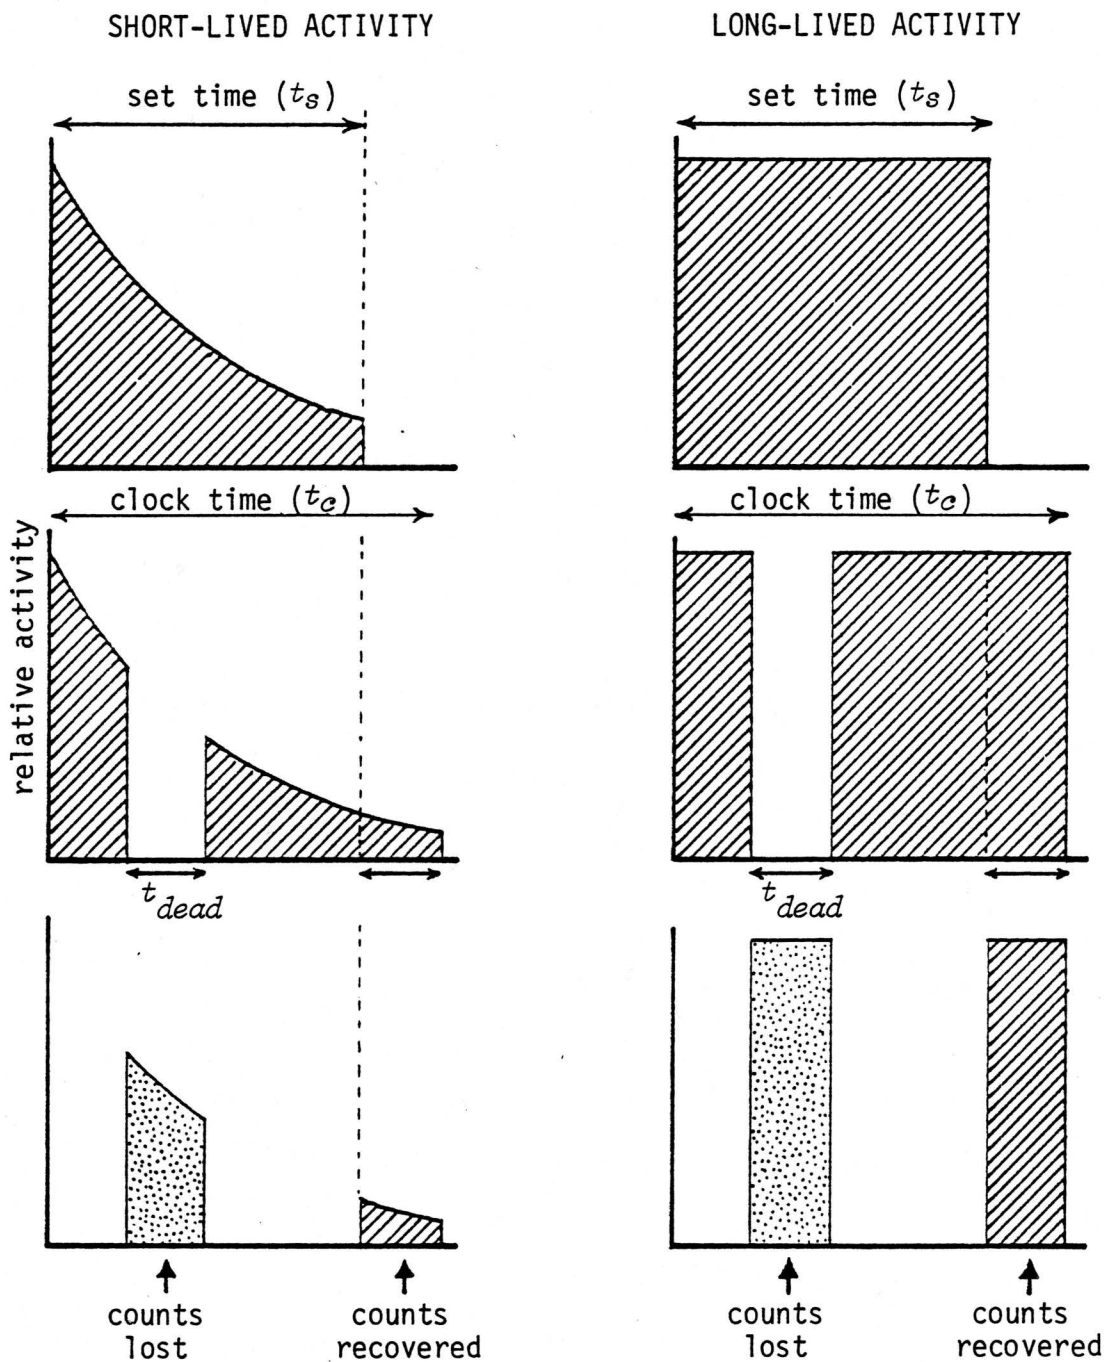 SHORT-LIVED ACTIVITY
LONG-LIVED ACTIVITY
set time (ts)
set time (ts)
clock time (tc)
clock time (tc)
relative activity
tdead
tdead
counts
lost
counts
recovered
counts
lost
counts
recovered